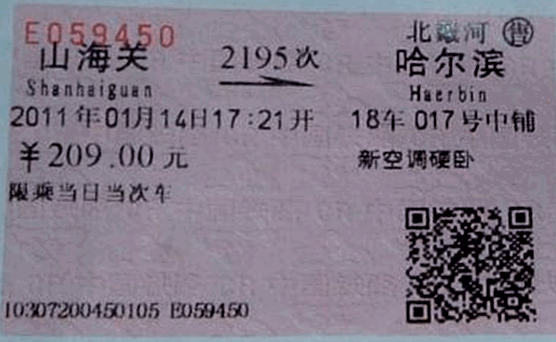 E059450
北戴河 售
山海关 2195次 哈尔滨
Shanhaiguan Haerbin
2011年01月14日17:21开 18车 017号中铺
￥209.00元 新空调硬卧
限乘当日当次车
10307200450105 E059450